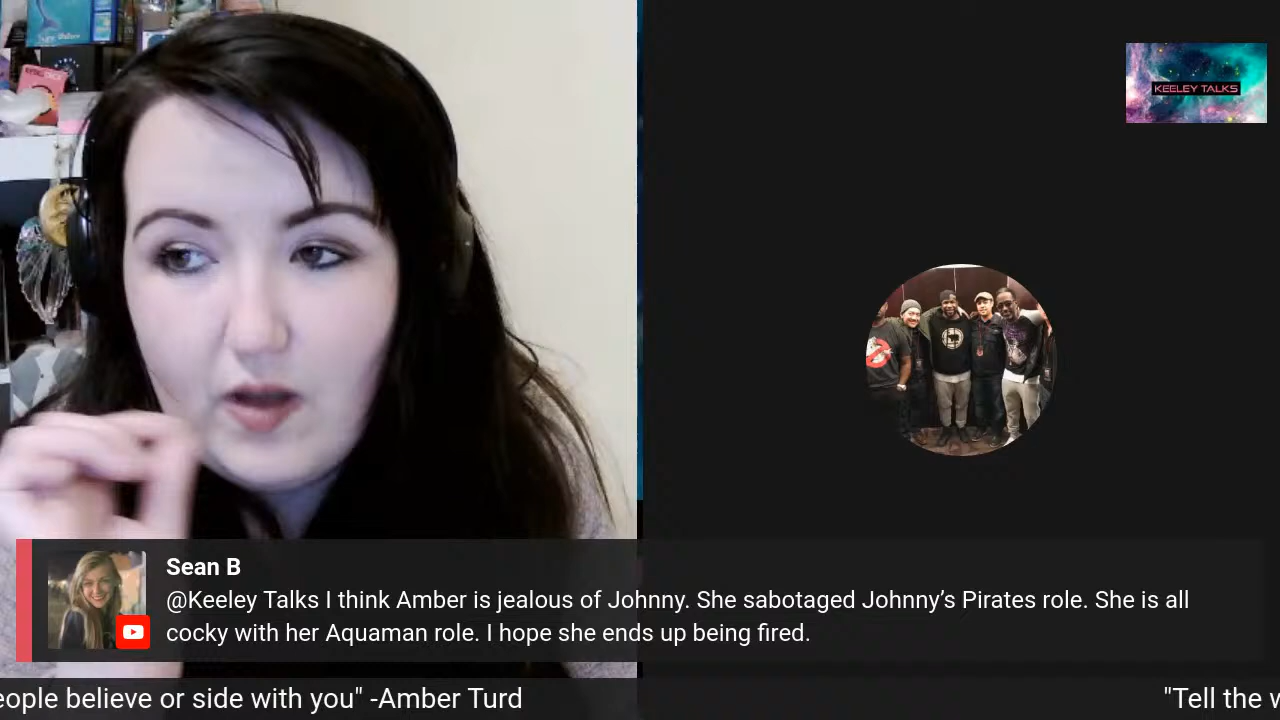 KEELEY TALKS
Sean B
@Keeley Talks I think Amber is jealous of Johnny. She sabotaged Johnny’s Pirates role. She is all
cocky with her Aquaman role. I hope she ends up being fired.
eople believe or side with you" -Amber Turd
"Tell the w